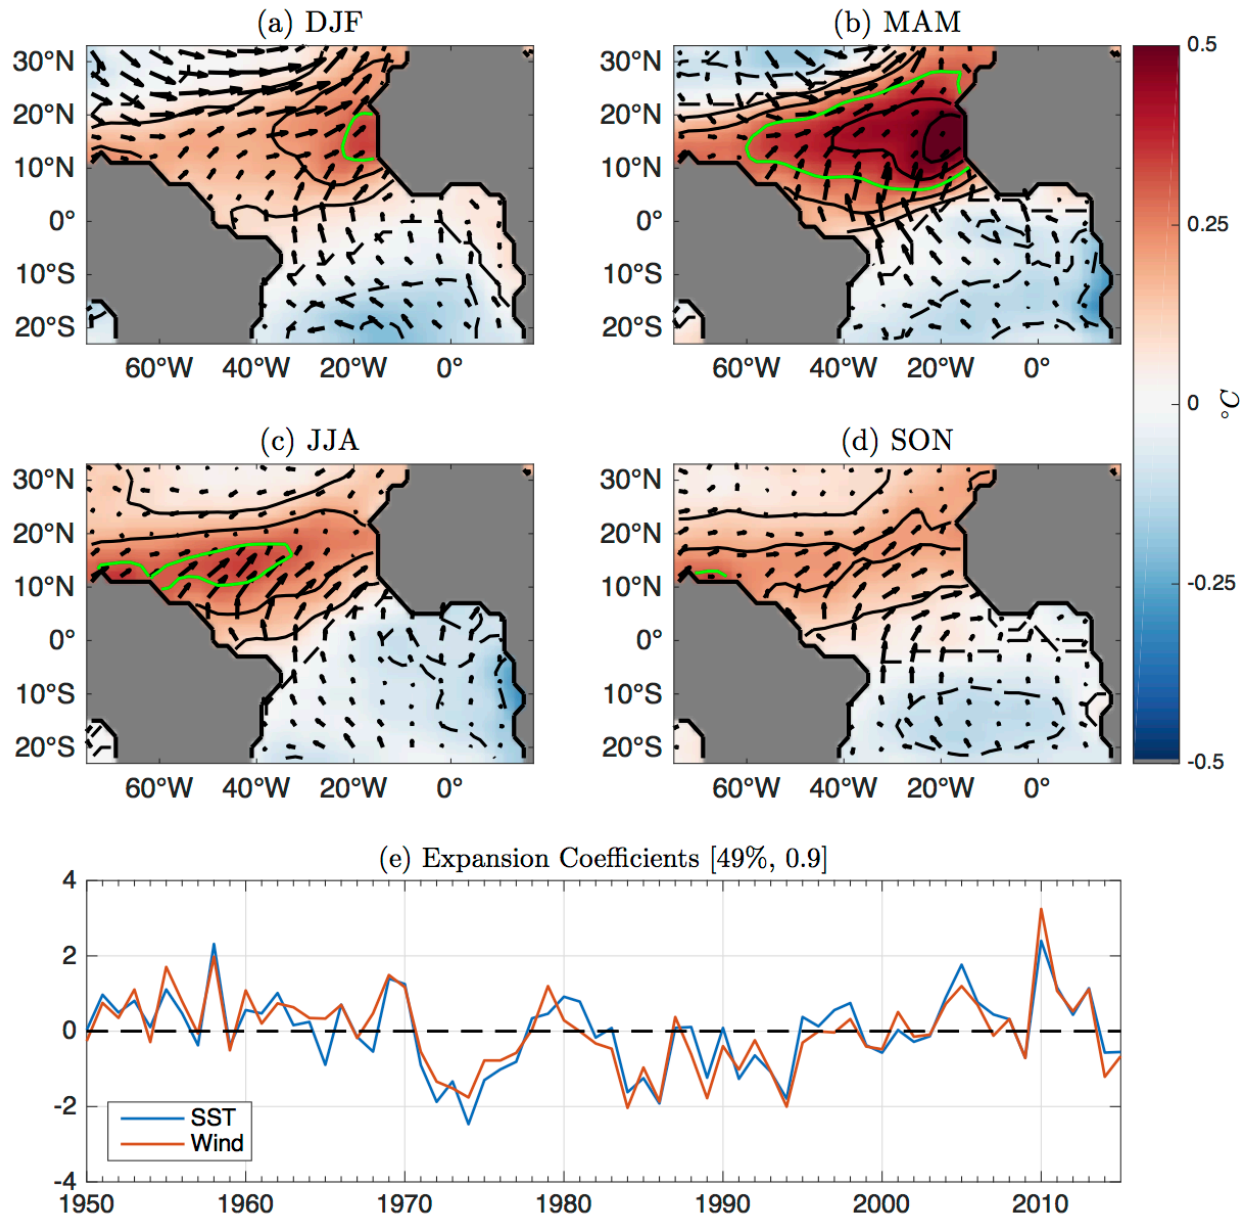 (a) DJF
(b) MAM
30°N
20°N
10°N
0°
10°S
20°S
60°W 40°W 20°W 0°
30°N
20°N
10°N
0°
10°S
20°S
60°W 40°W 20°W 0°
0.5
0.25
0
-0.25
-0.5
°C
(c) JJA
(d) SON
30°N
20°N
10°N
0°
10°S
20°S
60°W 40°W 20°W 0°
30°N
20°N
10°N
0°
10°S
20°S
60°W 40°W 20°W 0°
(e) Expansion Coefficients [49%, 0.9]
4
2
0
-2
-4
SST
Wind
1950 1960 1970 1980 1990 2000 2010